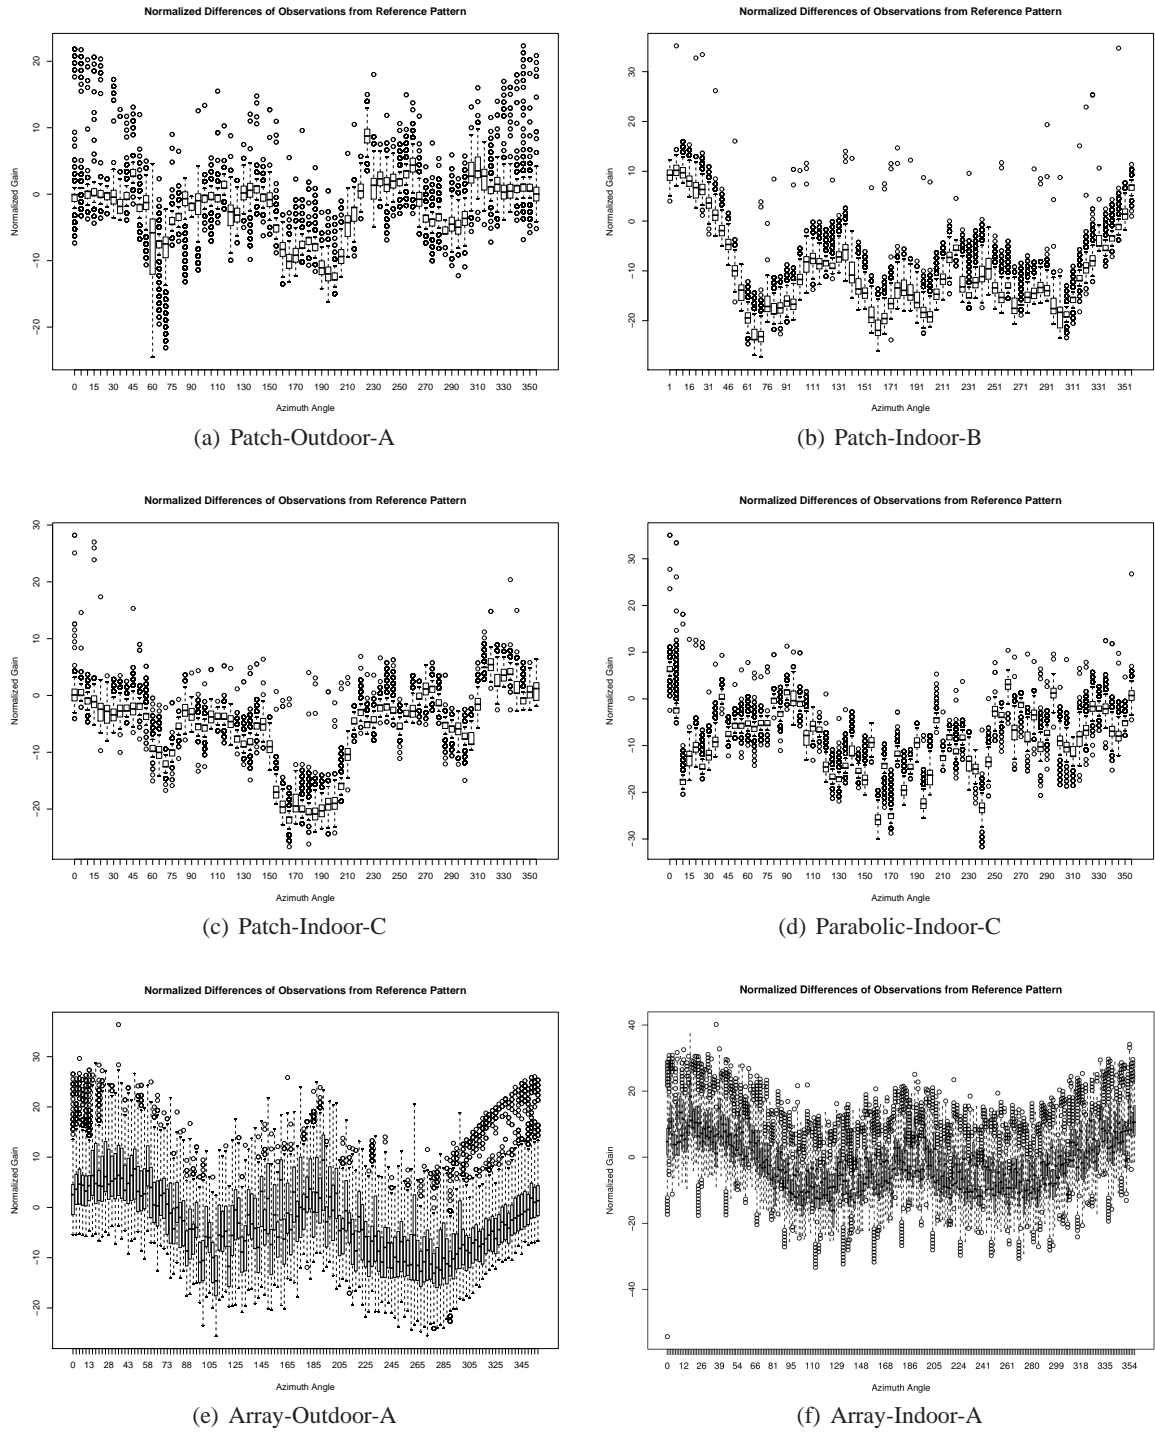 Normalized Differences of Observations from Reference Pattern
Normalized Gain
20
10
0
−10
−20
0 15 30 45 60 75 90 110 130 150 170 190 210 230 250 270 290 310 330 350
Azimuth Angle
(a) Patch-Outdoor-A
Normalized Differences of Observations from Reference Pattern
Normalized Gain
30
20
10
0
−10
−20
1 16 31 46 61 76 91 111 131 151 171 191 211 231 251 271 291 311 331 351
Azimuth Angle
(b) Patch-Indoor-B
Normalized Differences of Observations from Reference Pattern
Normalized Gain
30
20
10
0
−10
−20
0 15 30 45 60 75 90 110 130 150 170 190 210 230 250 270 290 310 330 350
Azimuth Angle
(c) Patch-Indoor-C
Normalized Differences of Observations from Reference Pattern
Normalized Gain
30
20
10
0
−10
−20
−30
0 15 30 45 60 75 90 110 130 150 170 190 210 230 250 270 290 310 330 350
Azimuth Angle
(d) Parabolic-Indoor-C
Normalized Differences of Observations from Reference Pattern
Normalized Gain
30
20
10
0
−10
−20
0 13 28 43 58 73 88 105 125 145 165 185 205 225 245 265 285 305 325 345
Azimuth Angle
(e) Array-Outdoor-A
Normalized Differences of Observations from Reference Pattern
Normalized Gain
40
20
0
−20
−40
0 12 26 39 54 66 81 95 110 129 148 168 186 205 224 241 261 280 299 318 335 354
Azimuth Angle
(f) Array-Indoor-A